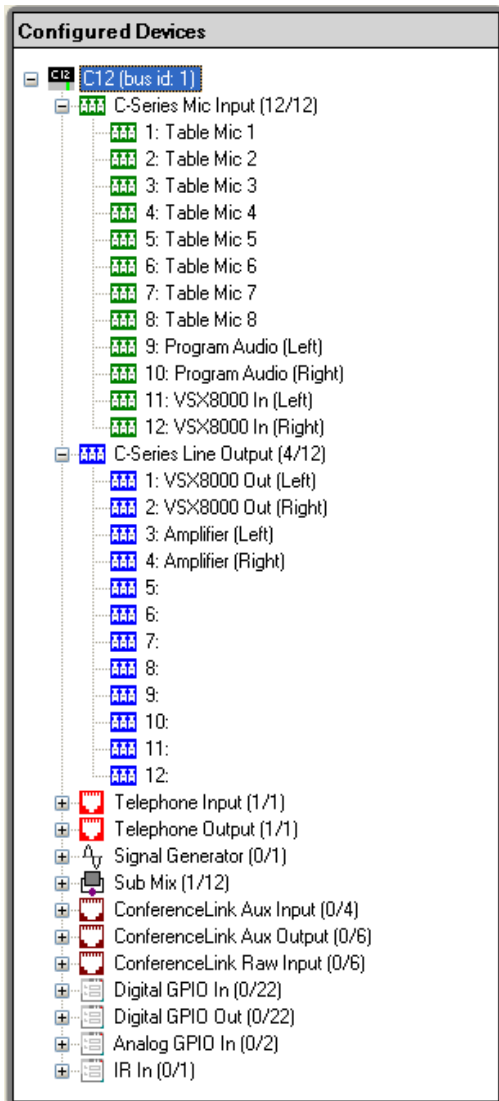 Configured Devices
C12
C12 (bus id: 1)
C-Series Mic Input (12/12)
1: Table Mic 1
2: Table Mic 2
3: Table Mic 3
4: Table Mic 4
5: Table Mic 5
6: Table Mic 6
7: Table Mic 7
8: Table Mic 8
9: Program Audio (Left)
10: Program Audio (Right)
11: VSX8000 In (Left)
12: VSX8000 In (Right)
C-Series Line Output (4/12)
1: VSX8000 Out (Left)
2: VSX8000 Out (Right)
3: Amplifier (Left)
4: Amplifier (Right)
5:
6:
7:
8:
9:
10:
11:
12:
Telephone Input (1/1)
Telephone Output (1/1)
Signal Generator (0/1)
Sub Mix (1/12)
ConferenceLink Aux Input (0/4)
ConferenceLink Aux Output (0/6)
ConferenceLink Raw Input (0/6)
Digital GPIO In (0/22)
Digital GPIO Out (0/22)
Analog GPIO In (0/2)
IR In (0/1)